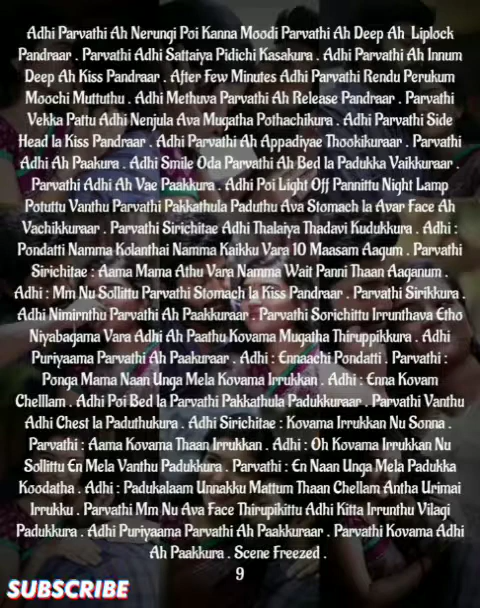 Adhi Parvathi Ah Nerungi Poi Kanna Moodi Parvathi Ah Deep Ah Liplock
Pandraar . Parvathi Adhi Sattaiya Pidichi Kasakura . Adhi Parvathi Ah Innum
Deep Ah Kiss Pandraar . After Few Minutes Adhi Parvathi Rendu Perukum
Moochi Muttuthu . Adhi Methuva Parvathi Ah Release Pandraar . Parvathi
Vekka Pattu Adhi Nenjula Ava Mugatha Pothachikura . Adhi Parvathi Side
Head la Kiss Pandraar . Adhi Parvathi Ah Appadiyae Thookikuraar . Parvathi
Adhi Ah Paakura . Adhi Smile Oda Parvathi Ah Bed la Padukka Vaikkuraar .
Parvathi Adhi Ah Vae Paakkura . Adhi Poi Light Off Pannittu Night Lamp
Potuttu Vanthu Parvathi Pakkathula Paduthu Ava Stomach la Avar Face Ah
Vachikkuraar . Parvathi Sirichitae Adhi Thalaiya Thadavi Kudukkura . Adhi :
Pondatti Namma Kolanthai Namma Kaikku Vara 10 Maasam Aagum . Parvathi
Sirichitae : Aama Mama Athu Vara Namma Wait Panni Thaan Aaganum .
Adhi : Mm Nu Sollittu Parvathi Stomach la Kiss Pandraar . Parvathi Sirikkura .
Adhi Nimirnthu Parvathi Ah Paakkuraar . Parvathi Sorichittu Irrunthava Etho
Niyabagama Vara Adhi Ah Paathu Kovama Mugatha Thiruppikkura . Adhi
Puriyaama Parvathi Ah Paakuraar . Adhi : Ennaachi Pondatti . Parvathi :
Ponga Mama Naan Unga Mela Kovama Irrukkan . Adhi : Enna Kovam
Chelllam . Adhi Poi Bed la Parvathi Pakkathula Padukkuraar . Parvathi Vanthu
Adhi Chest la Paduthukura . Adhi Sirichitae : Kovama Irrukkan Nu Sonna .
Parvathi : Aama Kovama Thaan Irrukkan . Adhi : Oh Kovama Irrukkan Nu
Sollittu En Mela Vanthu Padukkura . Parvathi : En Naan Unga Mela Padukka
Koodatha . Adhi : Padukalaam Unnakku Mattum Thaan Chellam Antha Urimai
Irrukku . Parvathi Mm Nu Ava Face Thirupikittu Adhi Kitta Irrunthu Vilagi
Padukkura . Adhi Puriyaama Parvathi Ah Paakkuraar . Parvathi Kovama Adhi
Ah Paakkura . Scene Freezed .
9
SUBSCRIBE